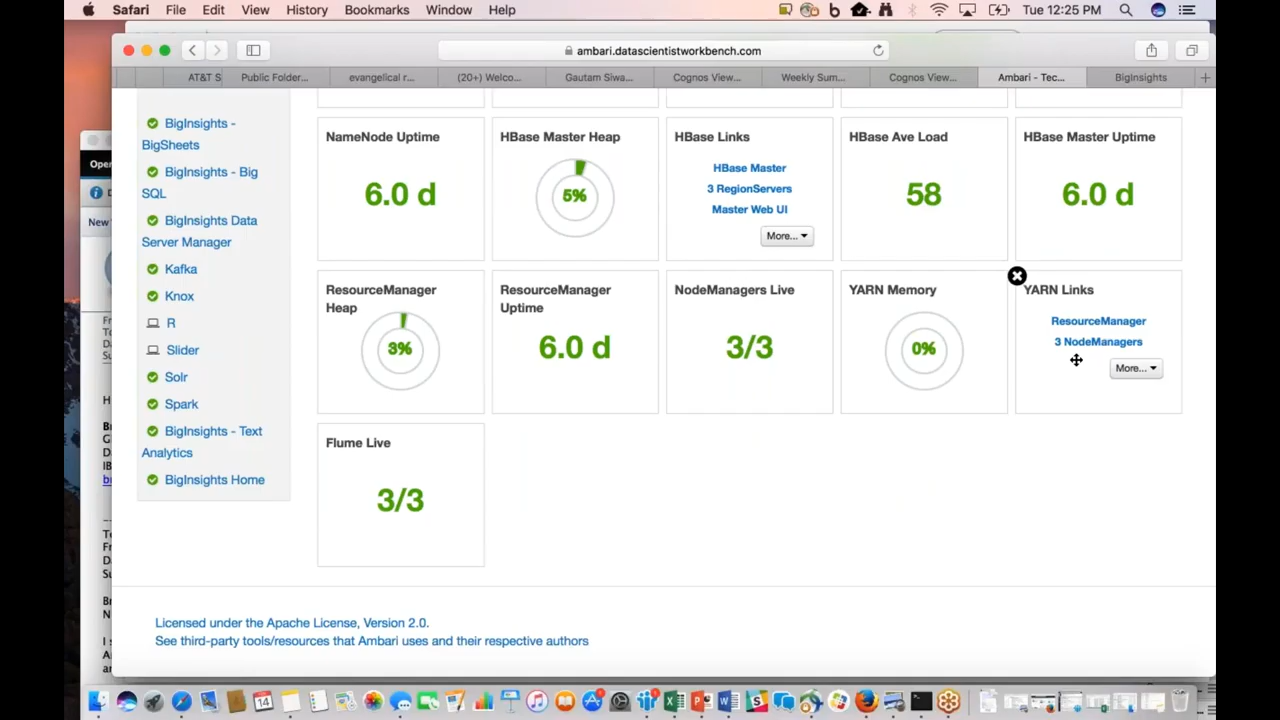 Safari File Edit View History Bookmarks Window Help
Tue 12:25 PM
ambari.datascientistworkbench.com
AT&T S
Public Folder...
evangelical r...
(20+) Welco...
Gautam Siwa...
Cognos View...
Weekly Sum...
Cognos View...
Ambari - Tec...
BigInsights
BigInsights -
BigSheets
BigInsights - Big
SQL
BigInsights Data
Server Manager
Kafka
Knox
R
Slider
Solr
Spark
BigInsights - Text
Analytics
BigInsights Home
NameNode Uptime
6.0 d
HBase Master Heap
5%
HBase Links
HBase Master
3 RegionServers
Master Web UI
More...
HBase Ave Load
58
HBase Master Uptime
6.0 d
ResourceManager
Heap
3%
ResourceManager
Uptime
6.0 d
NodeManagers Live
3/3
YARN Memory
0%
YARN Links
ResourceManager
3 NodeManagers
More...
Flume Live
3/3
Licensed under the Apache License, Version 2.0.
See third-party tools/resources that Ambari uses and their respective authors
Ope
New
14